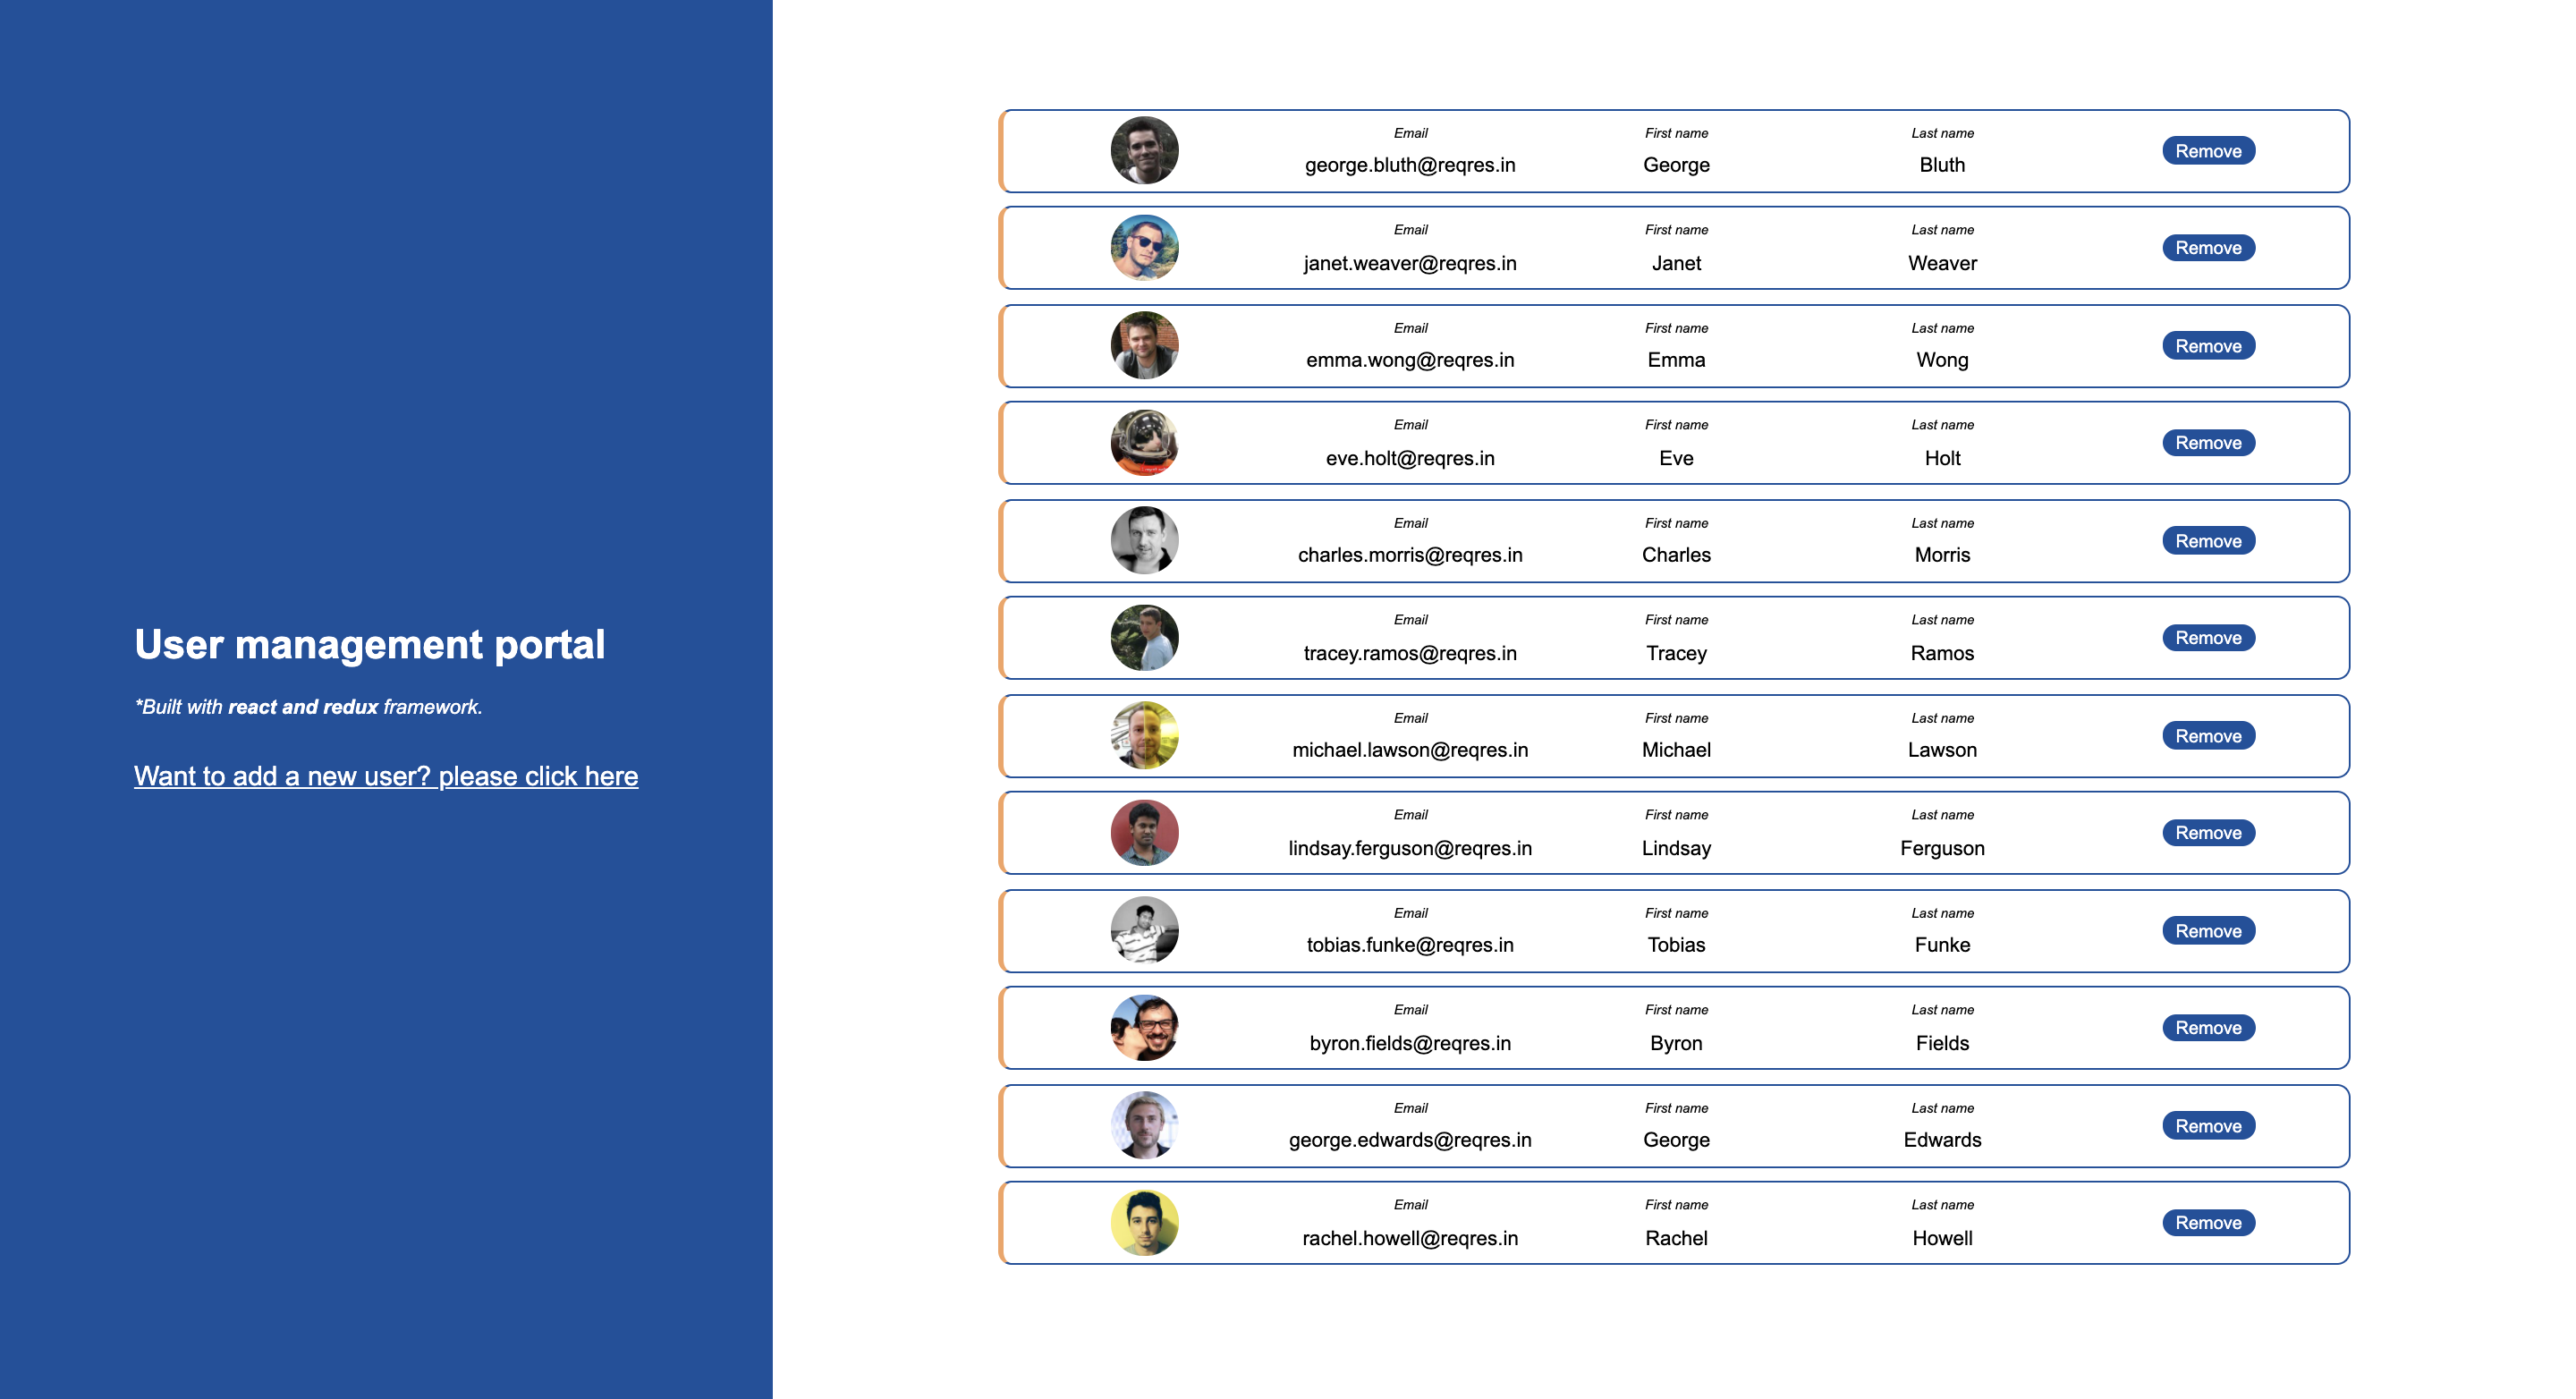 User management portal
*Built with react and redux framework.
Want to add a new user? please click here
Email First name Last name
george.bluth@reqres.in George Bluth Remove
Email First name Last name
janet.weaver@reqres.in Janet Weaver Remove
Email First name Last name
emma.wong@reqres.in Emma Wong Remove
Email First name Last name
eve.holt@reqres.in Eve Holt Remove
Email First name Last name
charles.morris@reqres.in Charles Morris Remove
Email First name Last name
tracey.ramos@reqres.in Tracey Ramos Remove
Email First name Last name
michael.lawson@reqres.in Michael Lawson Remove
Email First name Last name
lindsay.ferguson@reqres.in Lindsay Ferguson Remove
Email First name Last name
tobias.funke@reqres.in Tobias Funke Remove
Email First name Last name
byron.fields@reqres.in Byron Fields Remove
Email First name Last name
george.edwards@reqres.in George Edwards Remove
Email First name Last name
rachel.howell@reqres.in Rachel Howell Remove